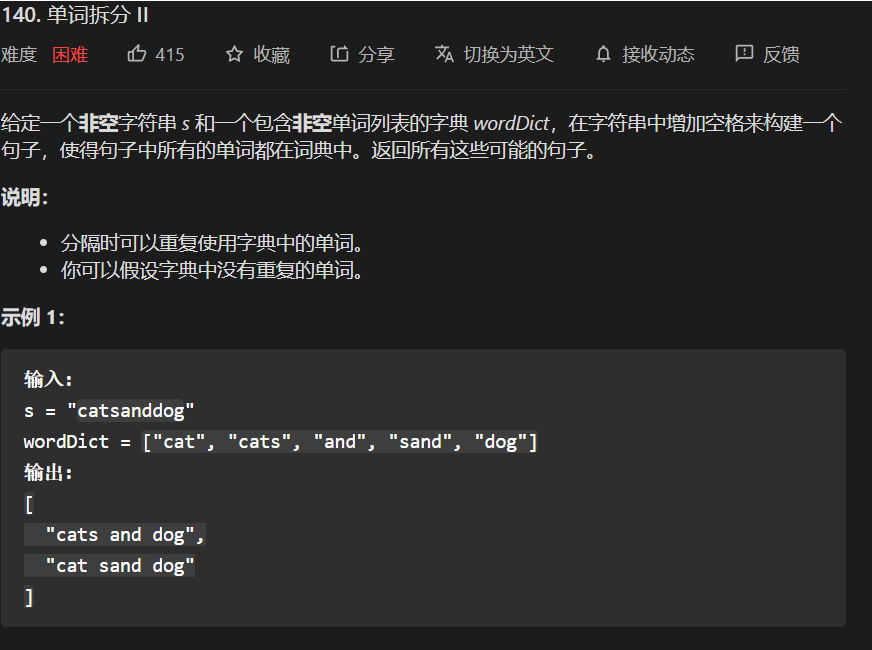 140. 单词拆分 II
难度 困难 415 收藏 分享 切换为英文 接收动态 反馈
给定一个非空字符串 s 和一个包含非空单词列表的字典 wordDict，在字符串中增加空格来构建一个
句子，使得句子中所有的单词都在词典中。返回所有这些可能的句子。
说明：
• 分隔时可以重复使用字典中的单词。
• 你可以假设字典中没有重复的单词。
示例 1：
输入:
s = "catsanddog"
wordDict = ["cat", "cats", "and", "sand", "dog"]
输出:
[
"cats and dog",
"cat sand dog"
]